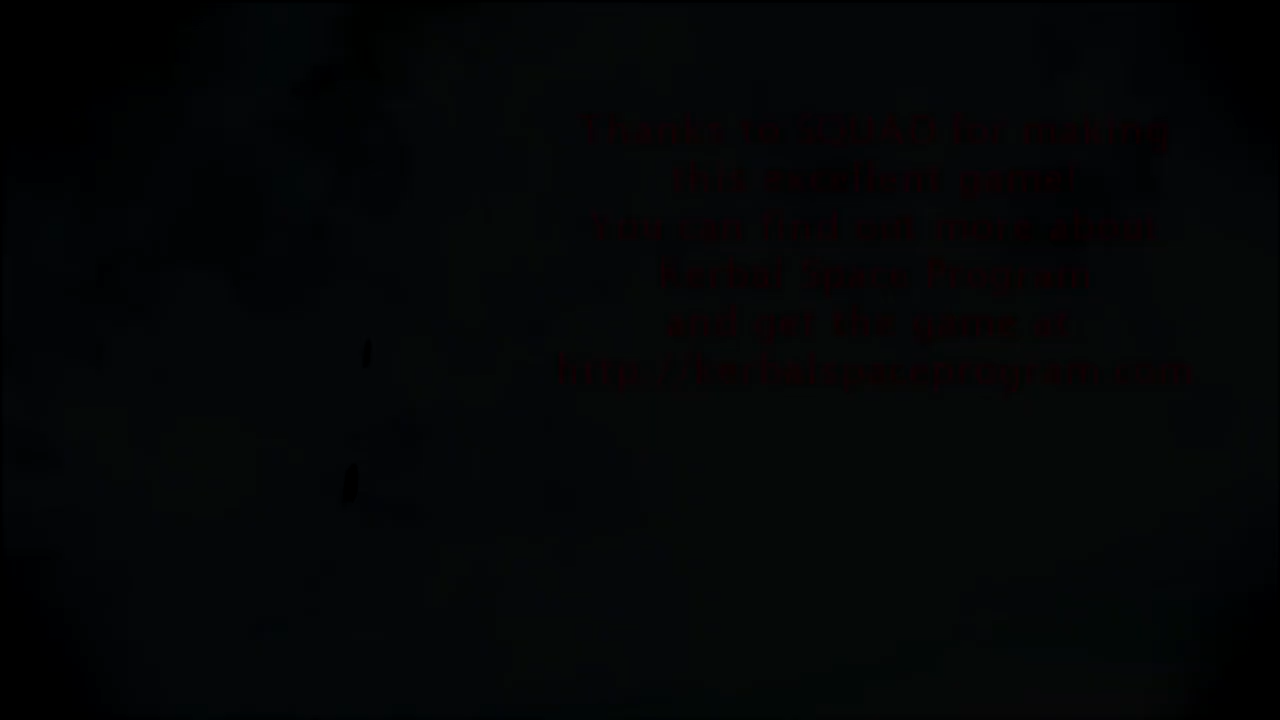 Thanks to SQUAD for making
this excellent game!
You can find out more about
Kerbal Space Program
and get the game at
http://kerbalspaceprogram.com